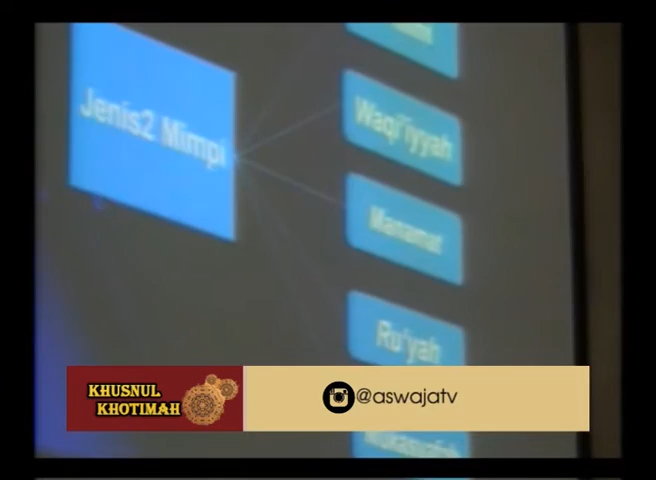 Jenis2 Mimpi
Waqi'iyyah
Manamat
Ru'yah
KHUSNUL
KHOTIMAH
@aswajatv